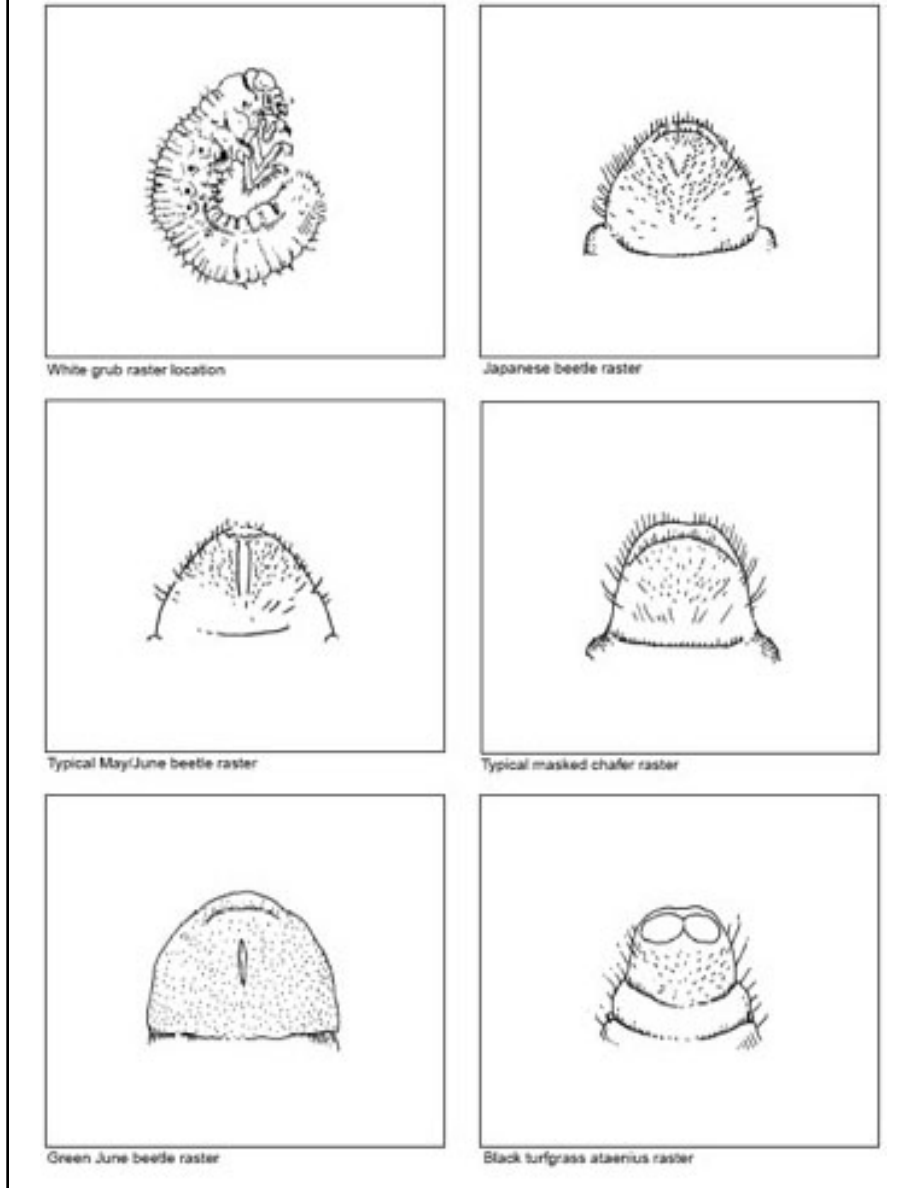 White grub raster location
Japanese beetle raster
Typical May/June beetle raster
Typical masked chafer raster
Green June beetle raster
Black turfgrass ataenius raster